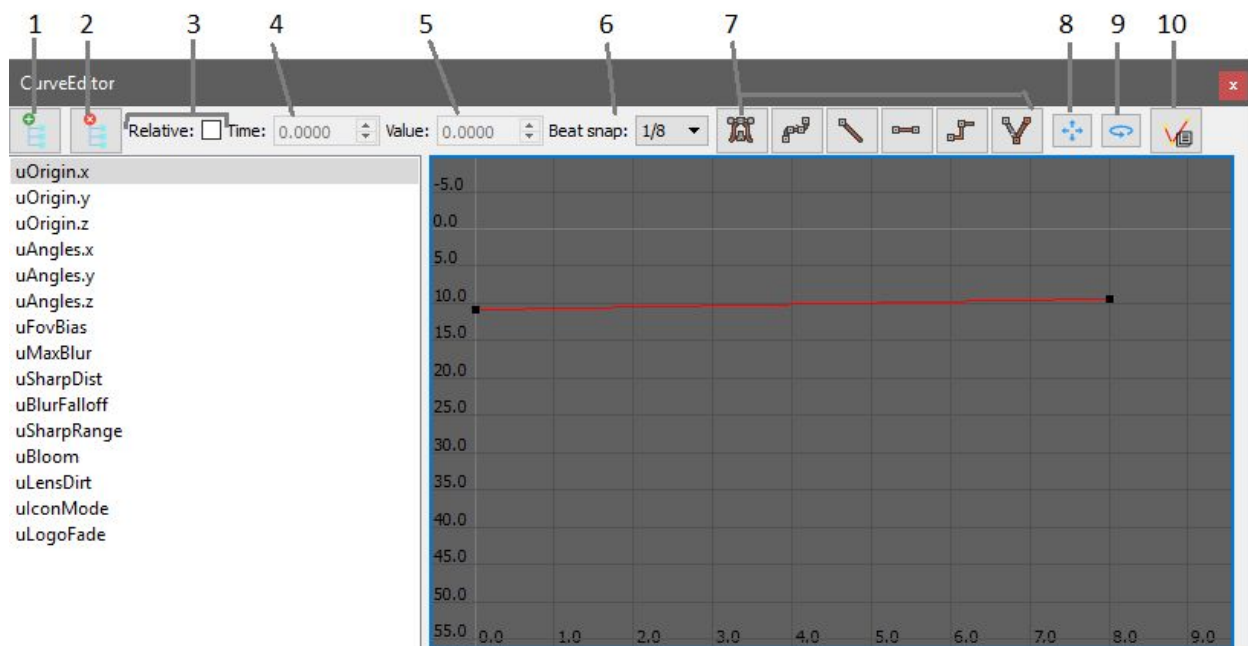 1 2 3 4 5 6 7 8 9 10
CurveEditor
Relative: Time: 0.0000 Value: 0.0000 Beat snap: 1/8
uOrigin.x
uOrigin.y
uOrigin.z
uAngles.x
uAngles.y
uAngles.z
uFovBias
uMaxBlur
uSharpDist
uBlurFalloff
uSharpRange
uBloom
uLensDirt
uIconMode
uLogoFade
-5.0
0.0
5.0
10.0
15.0
20.0
25.0
30.0
35.0
40.0
45.0
50.0
55.0 0.0 1.0 2.0 3.0 4.0 5.0 6.0 7.0 8.0 9.0